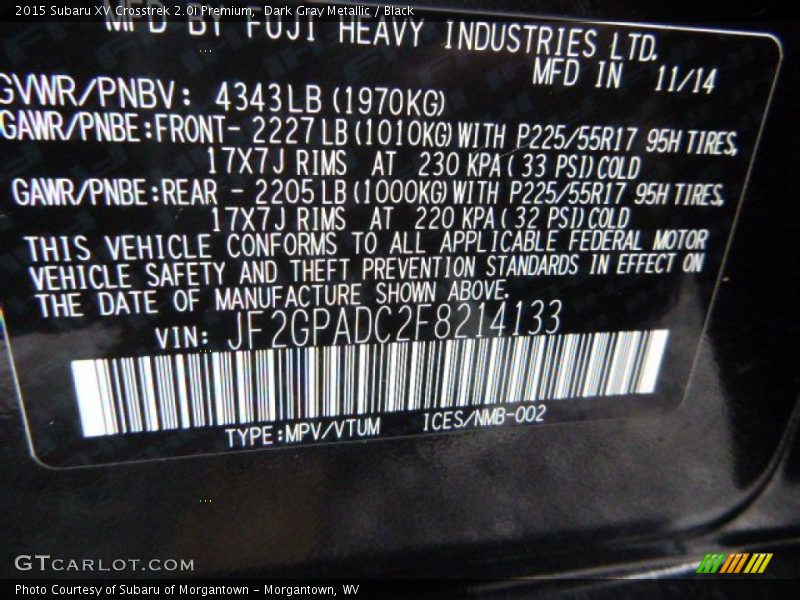 2015 Subaru XV Crosstrek 2.0i Premium, Dark Gray Metallic / Black
MFD BY FUJI HEAVY INDUSTRIES LTD.
MFD IN 11/14
GVWR/PNBV: 4343LB (1970KG)
GAWR/PNBE:FRONT- 2227 LB (1010KG) WITH P225/55R17 95H TIRES,
17X7J RIMS AT 230 KPA ( 33 PSI) COLD
GAWR/PNBE:REAR - 2205 LB (1000KG) WITH P225/55R17 95H TIRES,
17X7J RIMS AT 220 KPA ( 32 PSI) COLD
THIS VEHICLE CONFORMS TO ALL APPLICABLE FEDERAL MOTOR
VEHICLE SAFETY AND THEFT PREVENTION STANDARDS IN EFFECT ON
THE DATE OF MANUFACTURE SHOWN ABOVE.
VIN: JF2GPADC2F8214133
TYPE:MPV/VTUM ICES/NMB-002
GTCARLOT.COM
Photo Courtesy of Subaru of Morgantown - Morgantown, WV